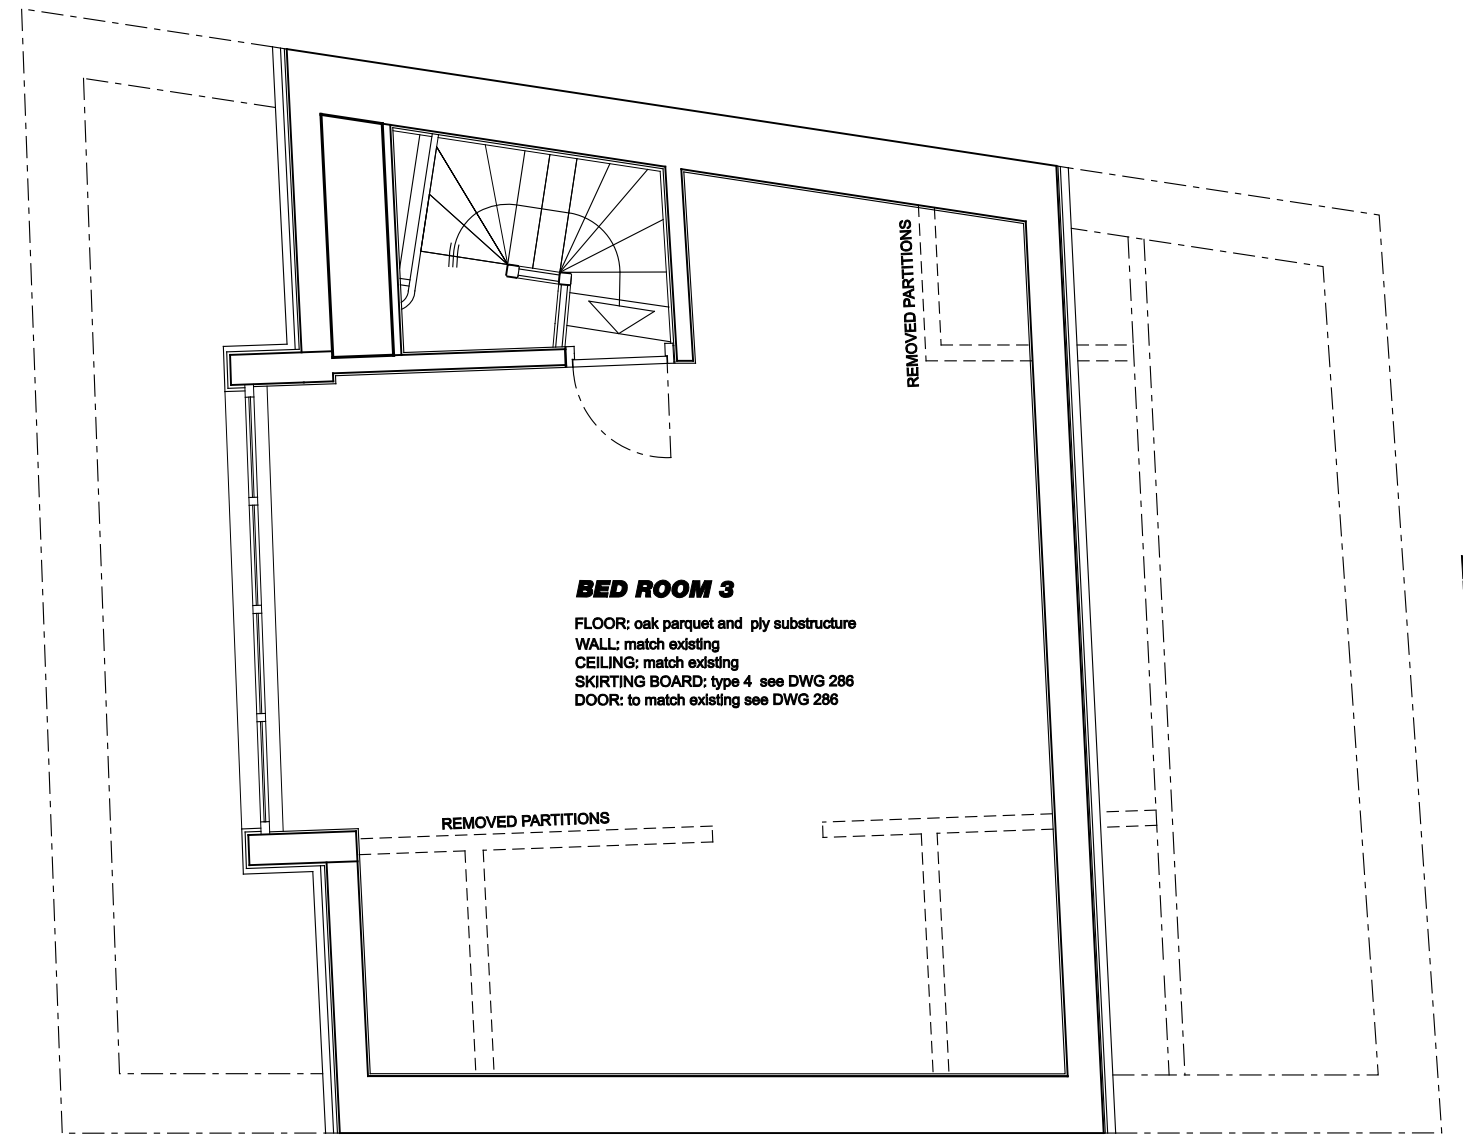 REMOVED PARTITIONS
BED ROOM 3
FLOOR: oak parquet and ply substructure
WALL: match existing
CEILING: match existing
SKIRTING BOARD: type 4 see DWG 286
DOOR: to match existing see DWG 286
REMOVED PARTITIONS